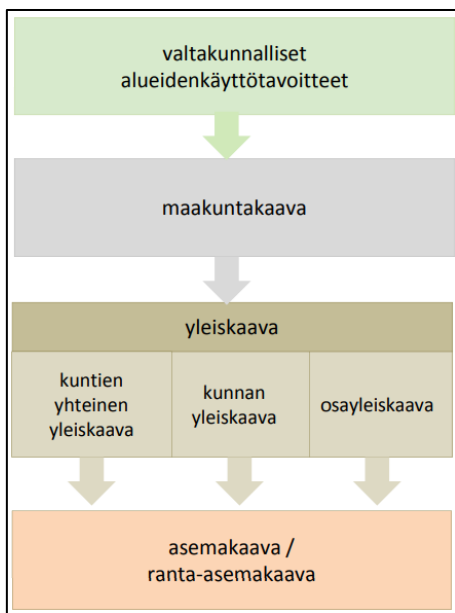 valtakunnalliset
alueidenkäyttötavoitteet
maakuntakaava
yleiskaava
kuntien
yhteinen
yleiskaava
kunnan
yleiskaava
osayleiskaava
asemakaava /
ranta-asemakaava